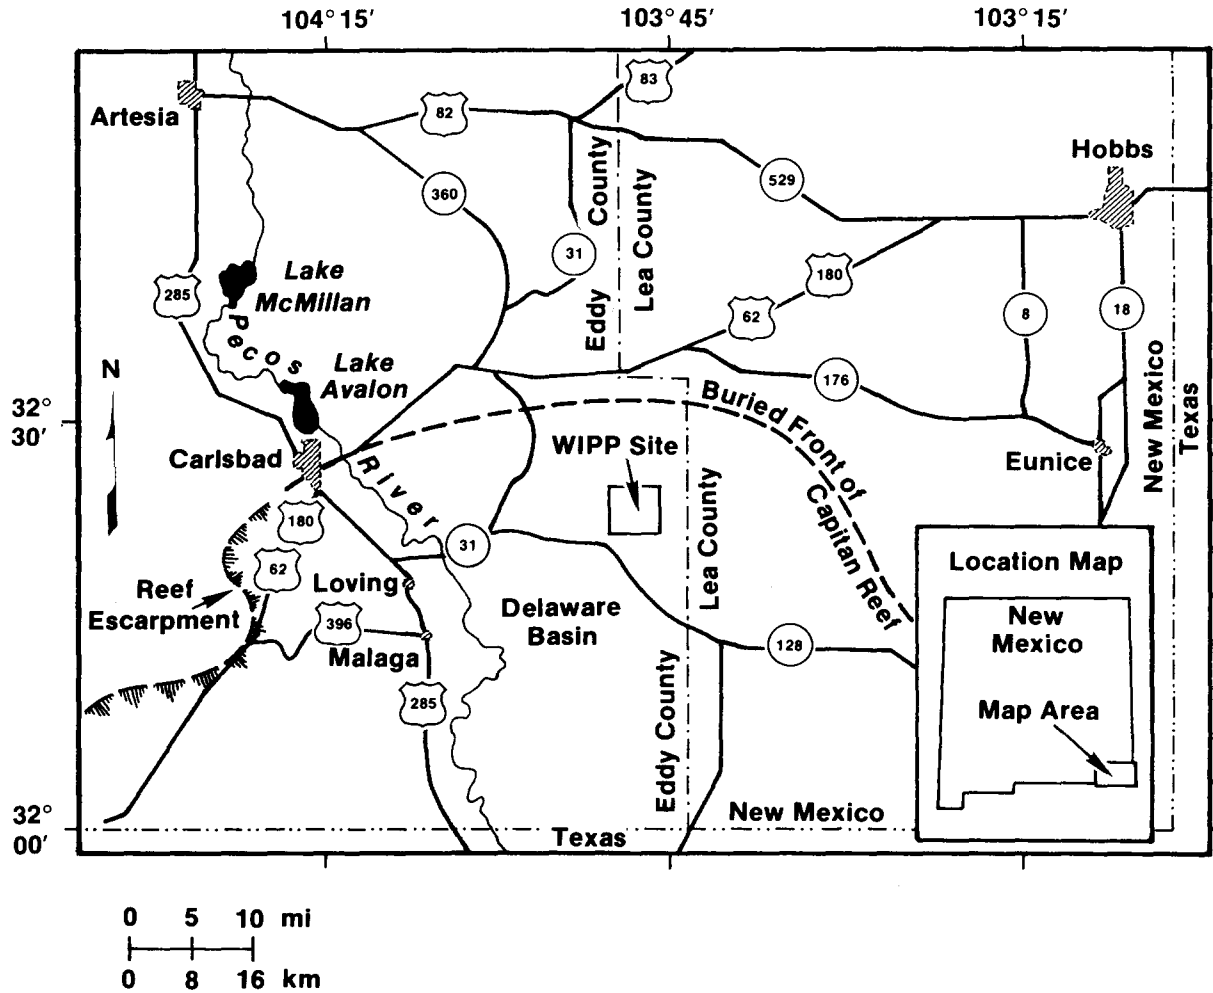 104° 15′
103° 45′
103° 15′
83
82
Artesia
Hobbs
529
360
Eddy County
Lea County
31
Lake
McMillan
285
180
62
8
18
Pecos
Lake
Avalon
N
176
New Mexico
Texas
32°
30′
Buried Front of
Capitan Reef
WIPP Site
Carlsbad
River
Eunice
180
31
Lea County
62
Location Map
Reef
Escarpment
Loving
Delaware
Basin
New
Mexico
396
Malaga
128
285
Eddy County
Map Area
32°
00′
New Mexico
Texas
0 5 10 mi
0 8 16 km